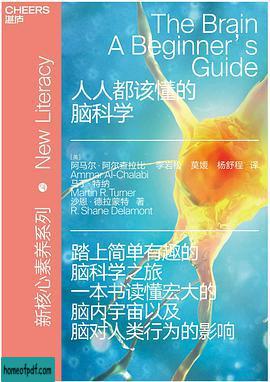 CHEERS
湛庐
The Brain
A Beginner's
Guide
人人都该懂的
脑科学
[英]
阿马尔·阿尔查拉比
Ammar Al-Chalabi
马丁·特纳
Martin R. Turner
沙恩·德拉蒙特
R. Shane Delamont
李岩松 莫媛 杨舒程 译
踏上简单有趣的
脑科学之旅
一本书读懂宏大的
脑内宇宙以及
脑对人类行为的影响
新核心素养系列
New Literacy
homeofpdf.com